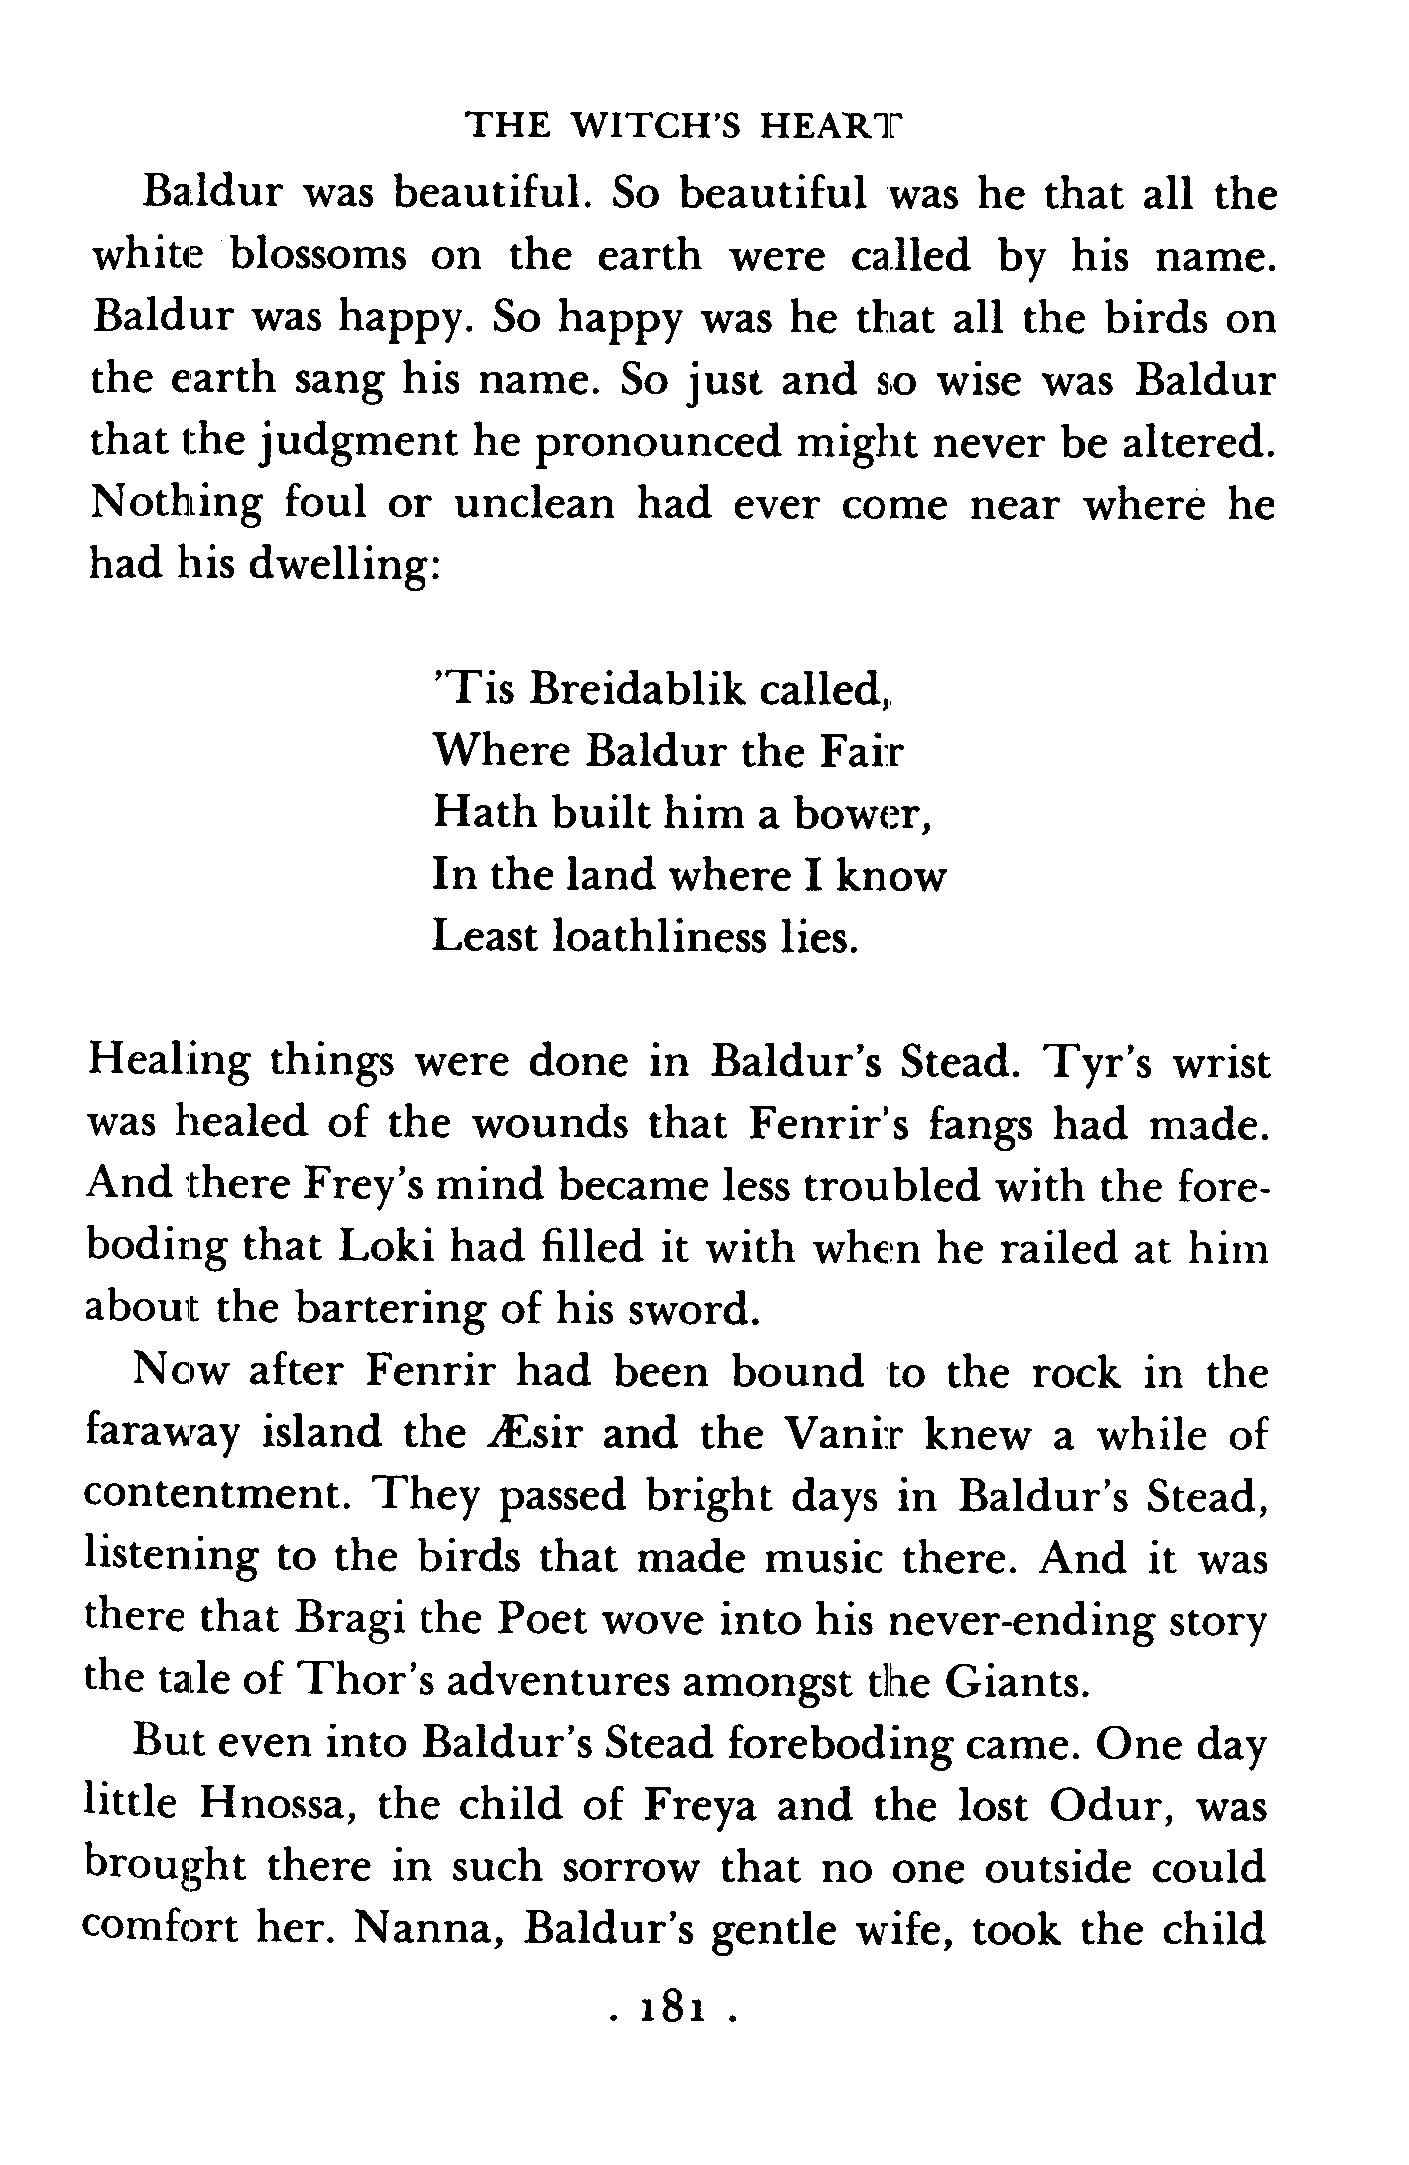 THE WITCH'S HEART
Baldur was beautiful. So beautiful was he that all the
white blossoms on the earth were called by his name.
Baldur was happy. So happy was he that all the birds on
the earth sang his name. So just and so wise was Baldur
that the judgment he pronounced might never be altered.
Nothing foul or unclean had ever come near where he
had his dwelling:
'Tis Breidablik called,
Where Baldur the Fair
Hath built him a bower,
In the land where I know
Least loathliness lies.
Healing things were done in Baldur's Stead. Tyr's wrist
was healed of the wounds that Fenrir's fangs had made.
And there Frey's mind became less troubled with the fore-
boding that Loki had filled it with when he railed at him
about the bartering of his sword.
Now after Fenrir had been bound to the rock in the
faraway island the Æsir and the Vanir knew a while of
contentment. They passed bright days in Baldur's Stead,
listening to the birds that made music there. And it was
there that Bragi the Poet wove into his never-ending story
the tale of Thor's adventures amongst the Giants.
But even into Baldur's Stead foreboding came. One day
little Hnossa, the child of Freya and the lost Odur, was
brought there in such sorrow that no one outside could
comfort her. Nanna, Baldur's gentle wife, took the child
. 181 .